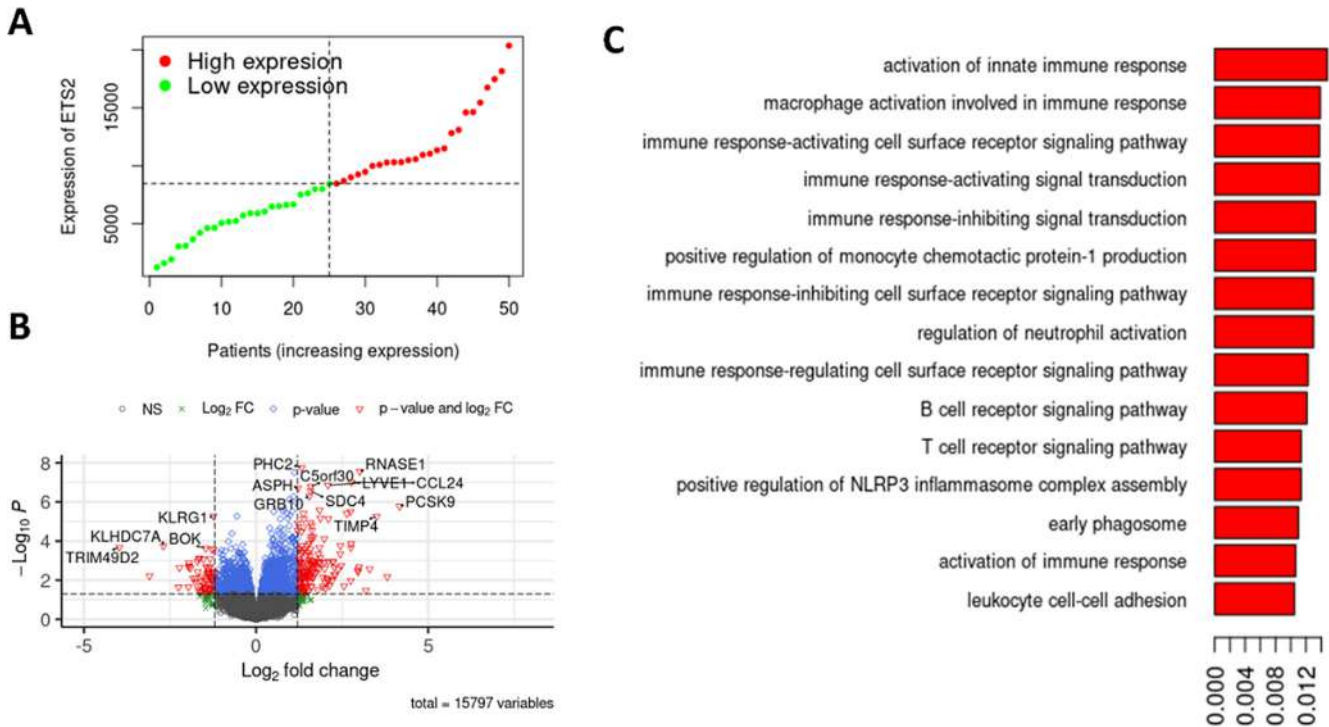 A
High expresion
Low expression
Expression of ETS2
5000
15000
0
10
20
30
40
50
Patients (increasing expression)
B
NS
Log2 FC
p-value
p – value and log2 FC
PHC2
C5orf30
RNASE1
ASPH
LYVE1
CCL24
GRB10
SDC4
PCSK9
KLRG1
TIMP4
KLHDC7A
BOK
TRIM49D2
– Log10 P
8
6
4
2
0
-5
0
5
Log2 fold change
total = 15797 variables
C
activation of innate immune response
macrophage activation involved in immune response
immune response-activating cell surface receptor signaling pathway
immune response-activating signal transduction
immune response-inhibiting signal transduction
positive regulation of monocyte chemotactic protein-1 production
immune response-inhibiting cell surface receptor signaling pathway
regulation of neutrophil activation
immune response-regulating cell surface receptor signaling pathway
B cell receptor signaling pathway
T cell receptor signaling pathway
positive regulation of NLRP3 inflammasome complex assembly
early phagosome
activation of immune response
leukocyte cell-cell adhesion
0.000
0.004
0.008
0.012